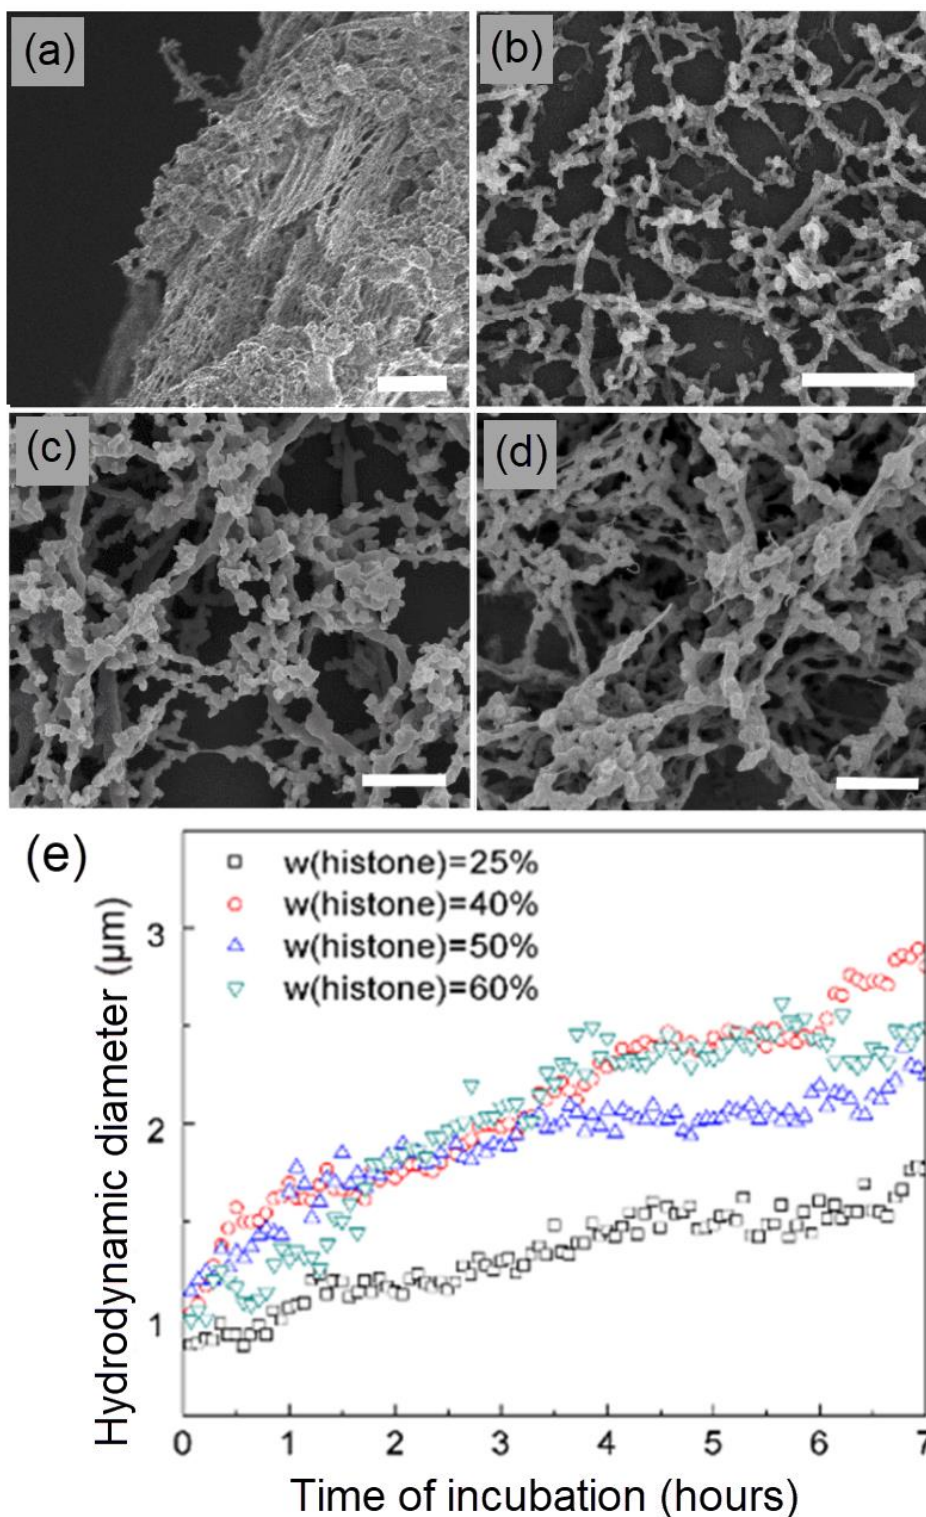 (a)
(b)
(c)
(d)
(e)
w(histone)=25%
w(histone)=40%
w(histone)=50%
w(histone)=60%
Hydrodynamic diameter (μm)
3
2
1
0 1 2 3 4 5 6 7
Time of incubation (hours)